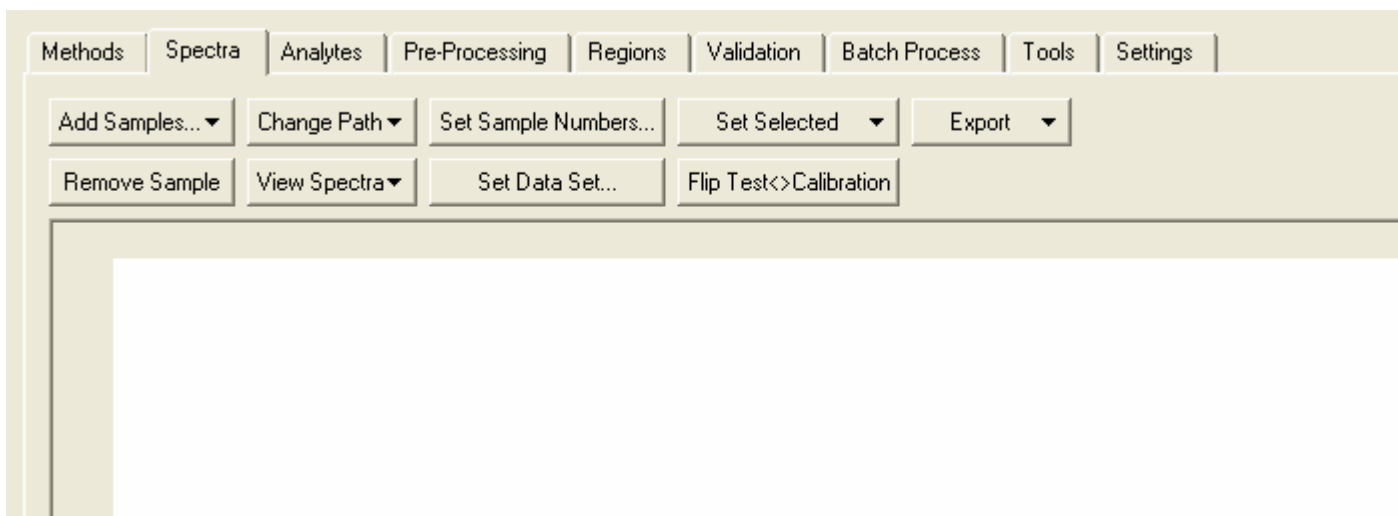 Methods Spectra Analytes Pre-Processing Regions Validation Batch Process Tools Settings
Add Samples... Change Path Set Sample Numbers... Set Selected Export
Remove Sample View Spectra Set Data Set... Flip Test<>Calibration